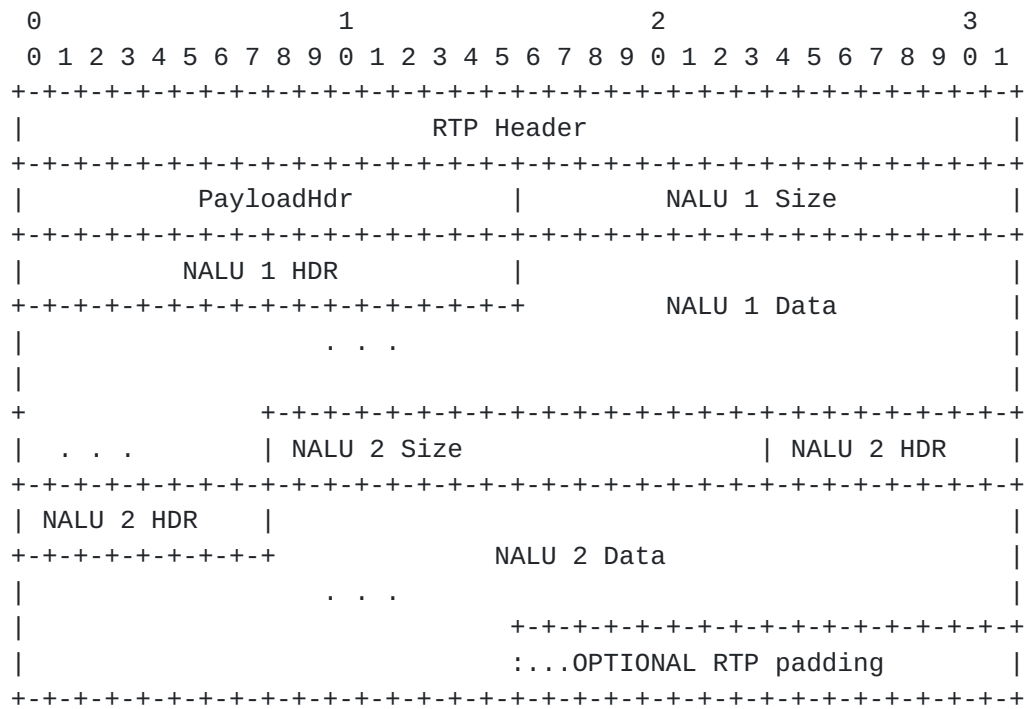 0                   1                   2                   3
 0 1 2 3 4 5 6 7 8 9 0 1 2 3 4 5 6 7 8 9 0 1 2 3 4 5 6 7 8 9 0 1
+-+-+-+-+-+-+-+-+-+-+-+-+-+-+-+-+-+-+-+-+-+-+-+-+-+-+-+-+-+-+-+-+
|                          RTP Header                           |
+-+-+-+-+-+-+-+-+-+-+-+-+-+-+-+-+-+-+-+-+-+-+-+-+-+-+-+-+-+-+-+-+
|           PayloadHdr          |         NALU 1 Size           |
+-+-+-+-+-+-+-+-+-+-+-+-+-+-+-+-+-+-+-+-+-+-+-+-+-+-+-+-+-+-+-+-+
|          NALU 1 HDR           |                               |
+-+-+-+-+-+-+-+-+-+-+-+-+-+-+-+-+         NALU 1 Data           |
|                   . . .                                       |
|                                                               |
+               +-+-+-+-+-+-+-+-+-+-+-+-+-+-+-+-+-+-+-+-+-+-+-+-+
|  . . .        | NALU 2 Size                   | NALU 2 HDR    |
+-+-+-+-+-+-+-+-+-+-+-+-+-+-+-+-+-+-+-+-+-+-+-+-+-+-+-+-+-+-+-+-+
| NALU 2 HDR    |                                               |
+-+-+-+-+-+-+-+-+              NALU 2 Data                      |
|                   . . .                                       |
|                               +-+-+-+-+-+-+-+-+-+-+-+-+-+-+-+-+
|                               :...OPTIONAL RTP padding        |
+-+-+-+-+-+-+-+-+-+-+-+-+-+-+-+-+-+-+-+-+-+-+-+-+-+-+-+-+-+-+-+-+